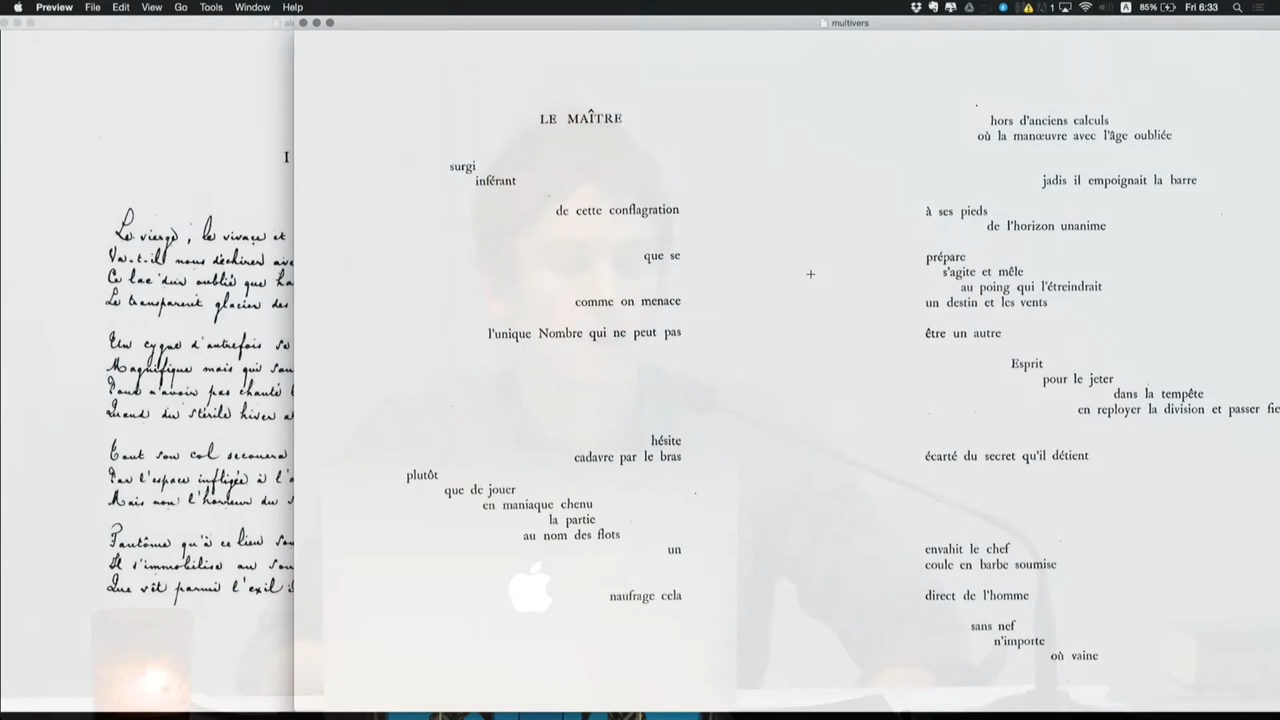 Preview File Edit View Go Tools Window Help
1 A 85% Fri 6:33
multivers
I
Le vierge, le vivace et
Va-t-il nous déchirer avec
Ce lac dur oublié que ha
Le transparent glacier des
Un cygne d'autrefois se
Magnifique mais qui sans
Pour n'avoir pas chanté l
Quand du stérile hiver a
Tout son col secouera
Par l'espace infligée à l'o
Mais non l'horreur du s
Fantôme qu'à ce lieu son
Il s'immobilise au son
Que vêt parmi l'exil i
LE MAÎTRE
surgi
inférant
de cette conflagration
que se
comme on menace
l'unique Nombre qui ne peut pas
hésite
cadavre par le bras
plutôt
que de jouer
en maniaque chenu
la partie
au nom des flots
un
naufrage cela
hors d'anciens calculs
où la manœuvre avec l'âge oubliée
jadis il empoignait la barre
à ses pieds
de l'horizon unanime
prépare
s'agite et mêle
au poing qui l'étreindrait
un destin et les vents
être un autre
Esprit
pour le jeter
dans la tempête
en reployer la division et passer fie
écarté du secret qu'il détient
envahit le chef
coule en barbe soumise
direct de l'homme
sans nef
n'importe
où vaine